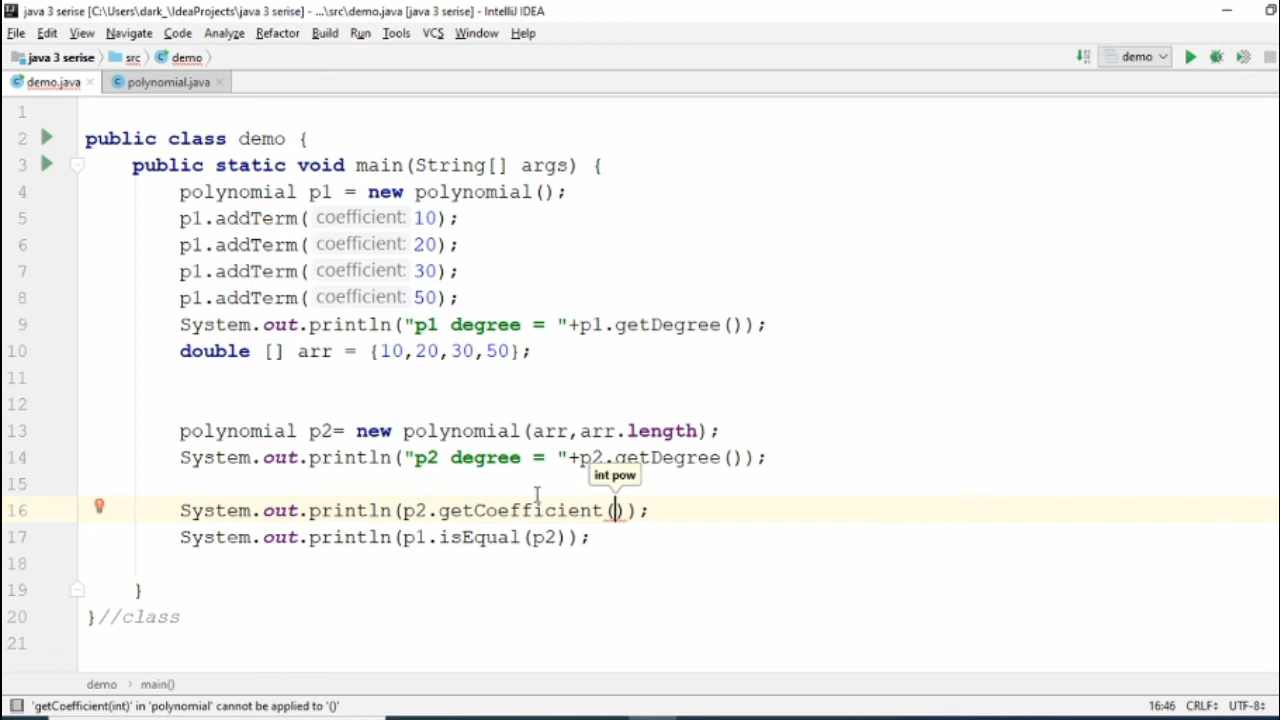 java 3 serise [C:\Users\dark_\IdeaProjects\java 3 serise] - ...\src\demo.java [java 3 serise] - IntelliJ IDEA
File Edit View Navigate Code Analyze Refactor Build Run Tools VCS Window Help
java 3 serise src demo demo
demo.java polynomial.java
1
2 public class demo {
3 public static void main(String[] args) {
4 polynomial p1 = new polynomial();
5 p1.addTerm( coefficient: 10);
6 p1.addTerm( coefficient: 20);
7 p1.addTerm( coefficient: 30);
8 p1.addTerm( coefficient: 50);
9 System.out.println("p1 degree = "+p1.getDegree());
10 double [] arr = {10,20,30,50};
11
12
13 polynomial p2= new polynomial(arr,arr.length);
14 System.out.println("p2 degree = "+p2.getDegree());
int pow
15
16 System.out.println(p2.getCoefficient());
17 System.out.println(p1.isEqual(p2));
18
19 }
20 }//class
21
demo main()
'getCoefficient(int)' in 'polynomial' cannot be applied to '()' 16:46 CRLF UTF-8